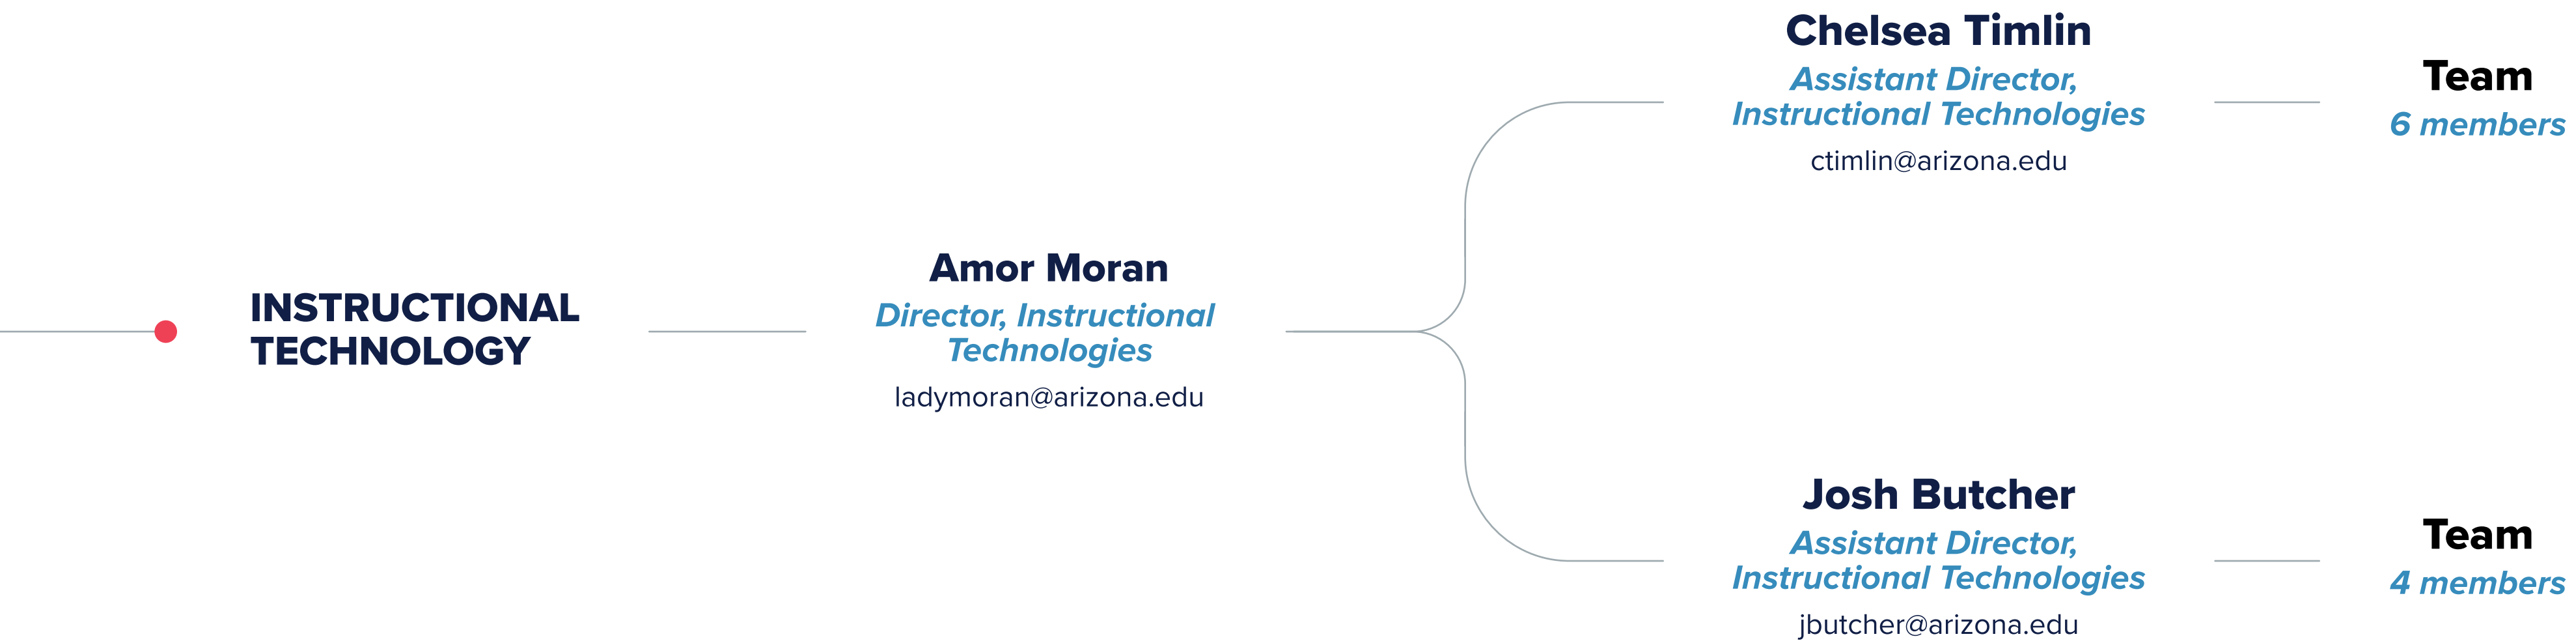 INSTRUCTIONAL
TECHNOLOGY
Amor Moran
Director, Instructional
Technologies
ladymoran@arizona.edu
Chelsea Timlin
Assistant Director,
Instructional Technologies
ctimlin@arizona.edu
Team
6 members
Josh Butcher
Assistant Director,
Instructional Technologies
jbutcher@arizona.edu
Team
4 members